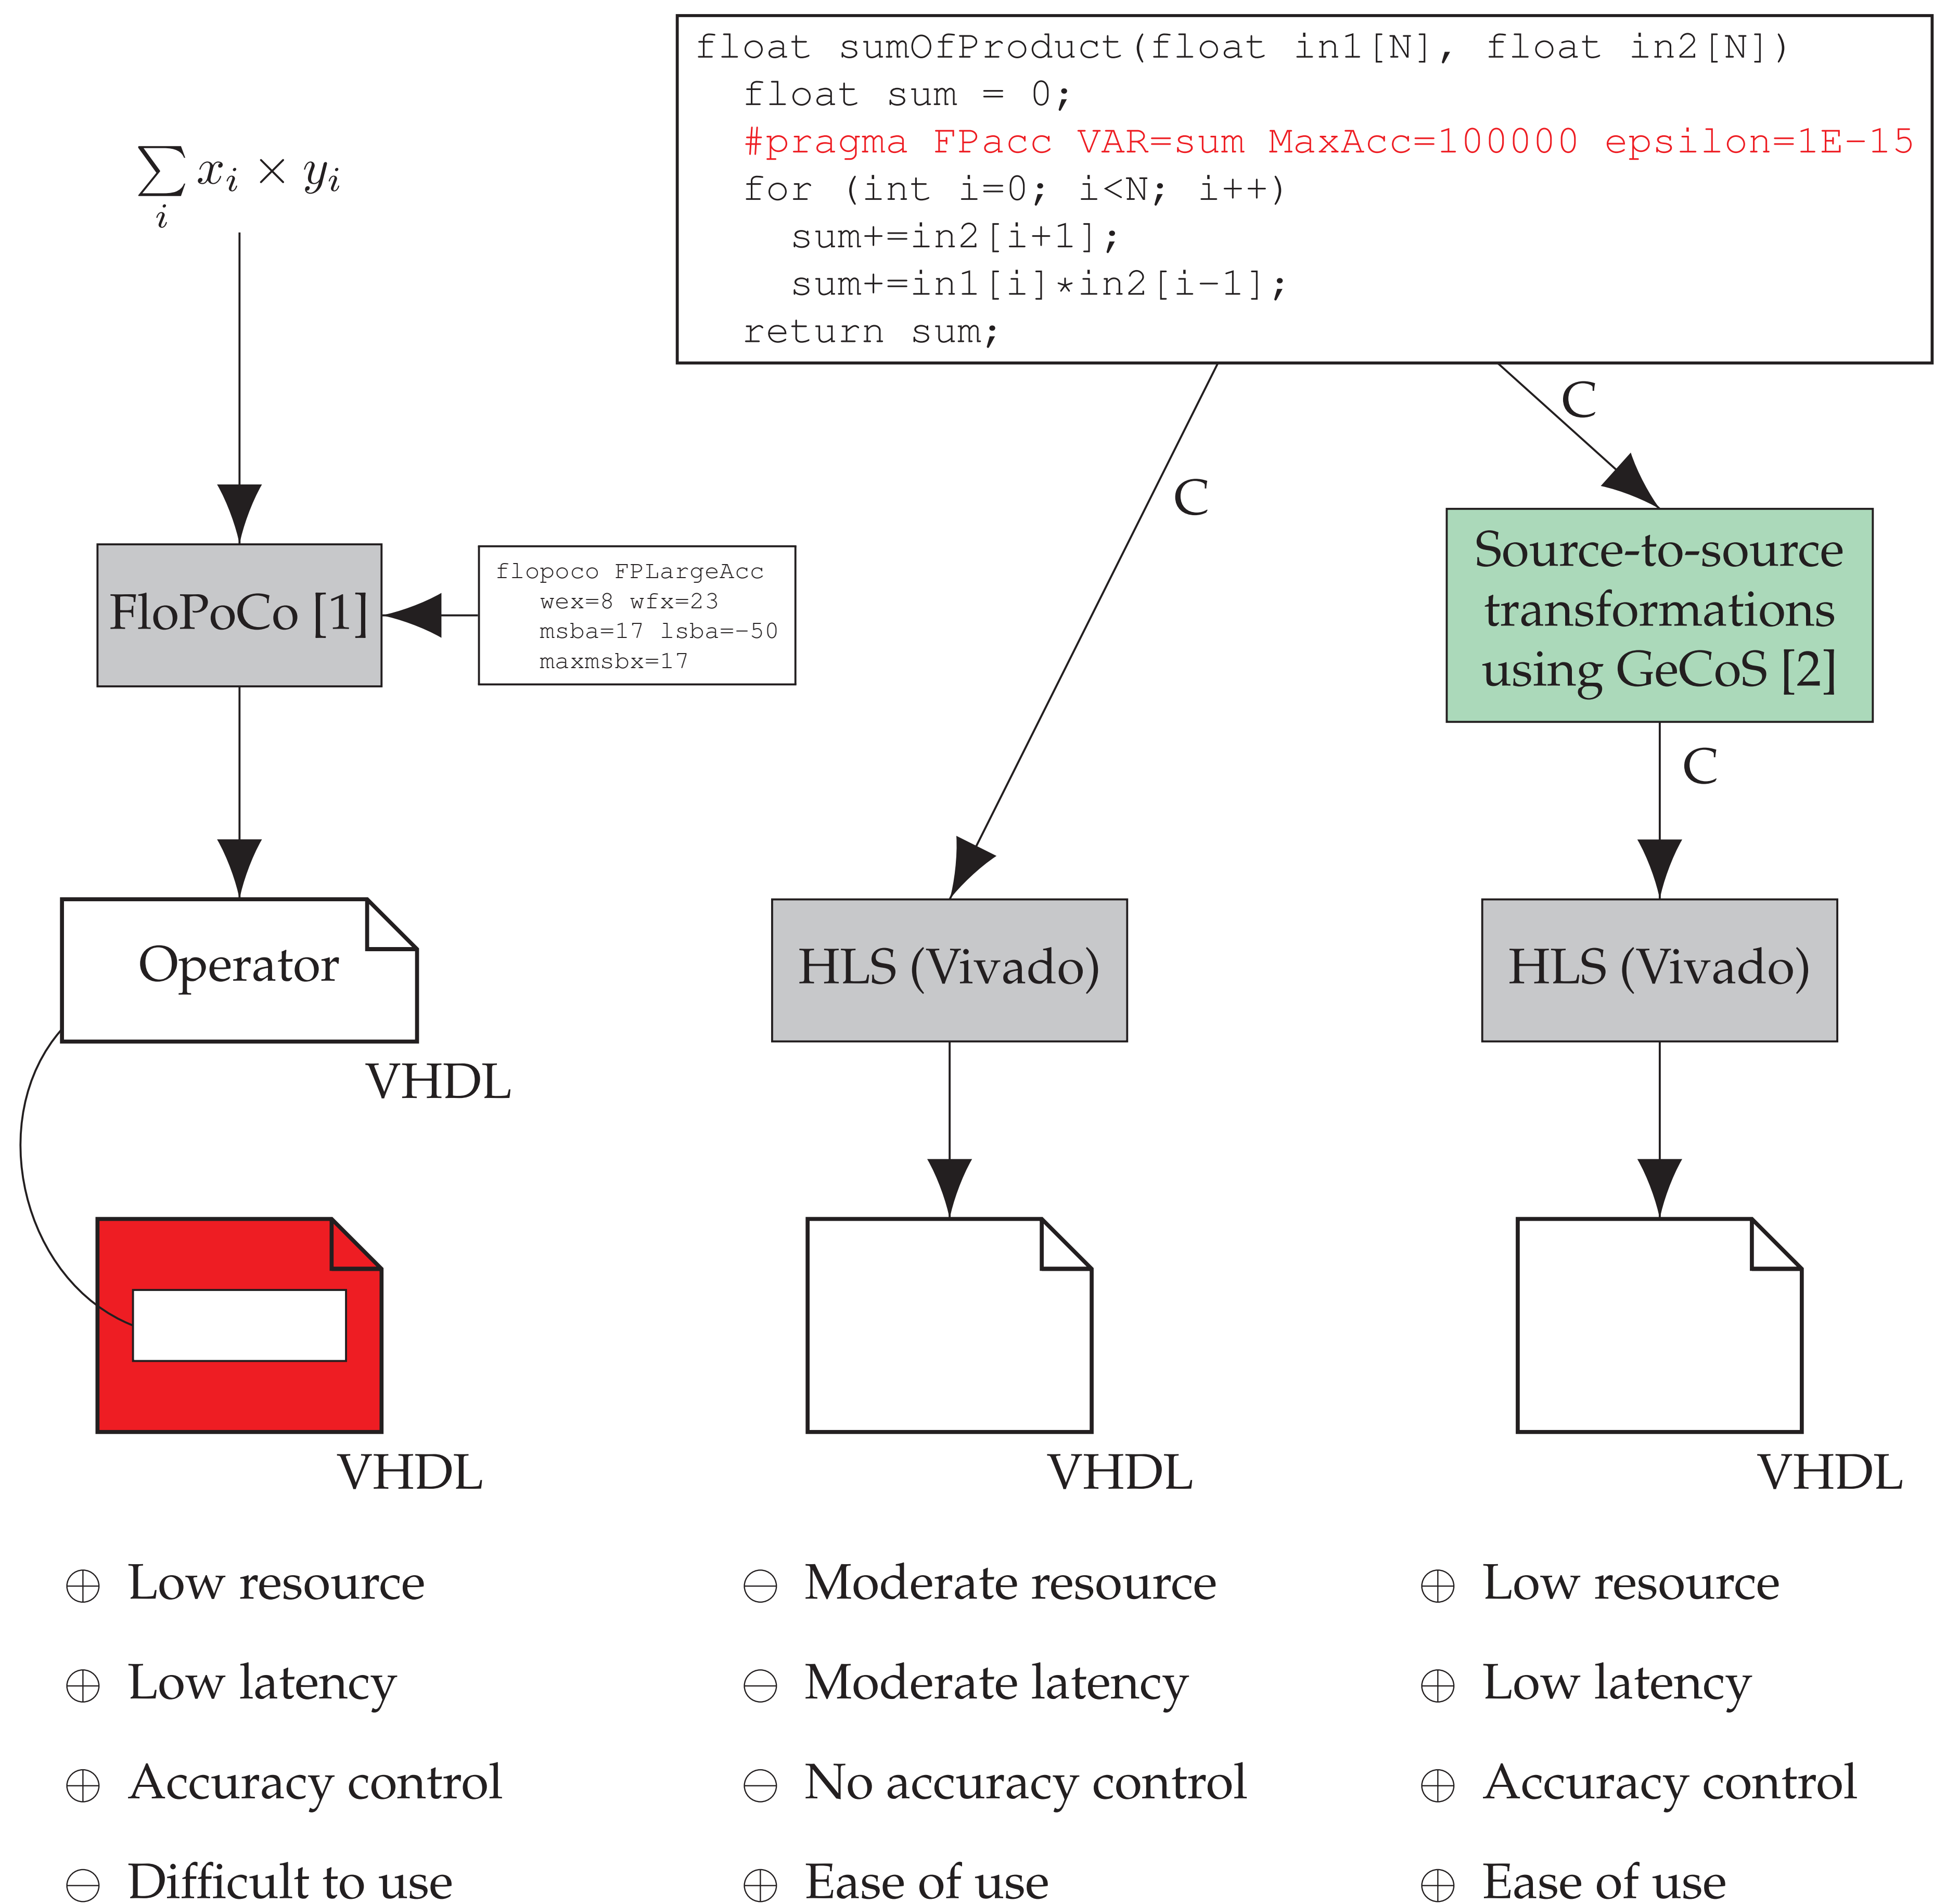 float sumOfProduct(float in1[N], float in2[N])
float sum = 0;
#pragma FPacc VAR=sum MaxAcc=100000 epsilon=1E-15
for (int i=0; i<N; i++)
sum+=in2[i+1];
sum+=in1[i]*in2[i-1];
return sum;
∑ x_i × y_i
i
C
C
FloPoCo [1]
flopoco FPLargeAcc
wex=8 wfx=23
msba=17 lsba=-50
maxmsbx=17
Source-to-source
transformations
using GeCoS [2]
C
Operator
VHDL
HLS (Vivado)
HLS (Vivado)
VHDL
VHDL
VHDL
⊕ Low resource
⊕ Low latency
⊕ Accuracy control
⊖ Difficult to use
⊖ Moderate resource
⊖ Moderate latency
⊖ No accuracy control
⊕ Ease of use
⊕ Low resource
⊕ Low latency
⊕ Accuracy control
⊕ Ease of use